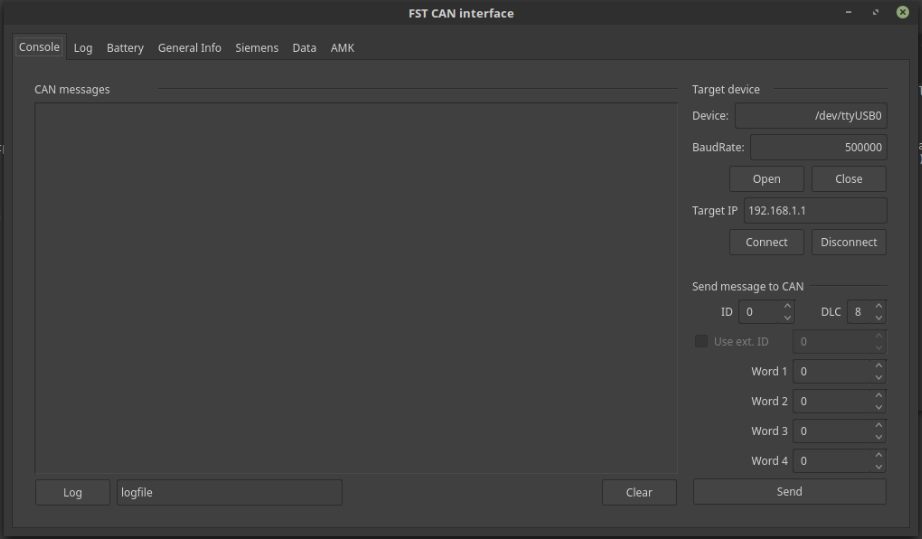 FST CAN interface
Console Log Battery General Info Siemens Data AMK
CAN messages
Target device
Device: /dev/ttyUSB0
BaudRate: 500000
Open Close
Target IP 192.168.1.1
Connect Disconnect
Send message to CAN
ID 0 DLC 8
Use ext. ID 0
Word 1 0
Word 2 0
Word 3 0
Word 4 0
Log logfile Clear Send